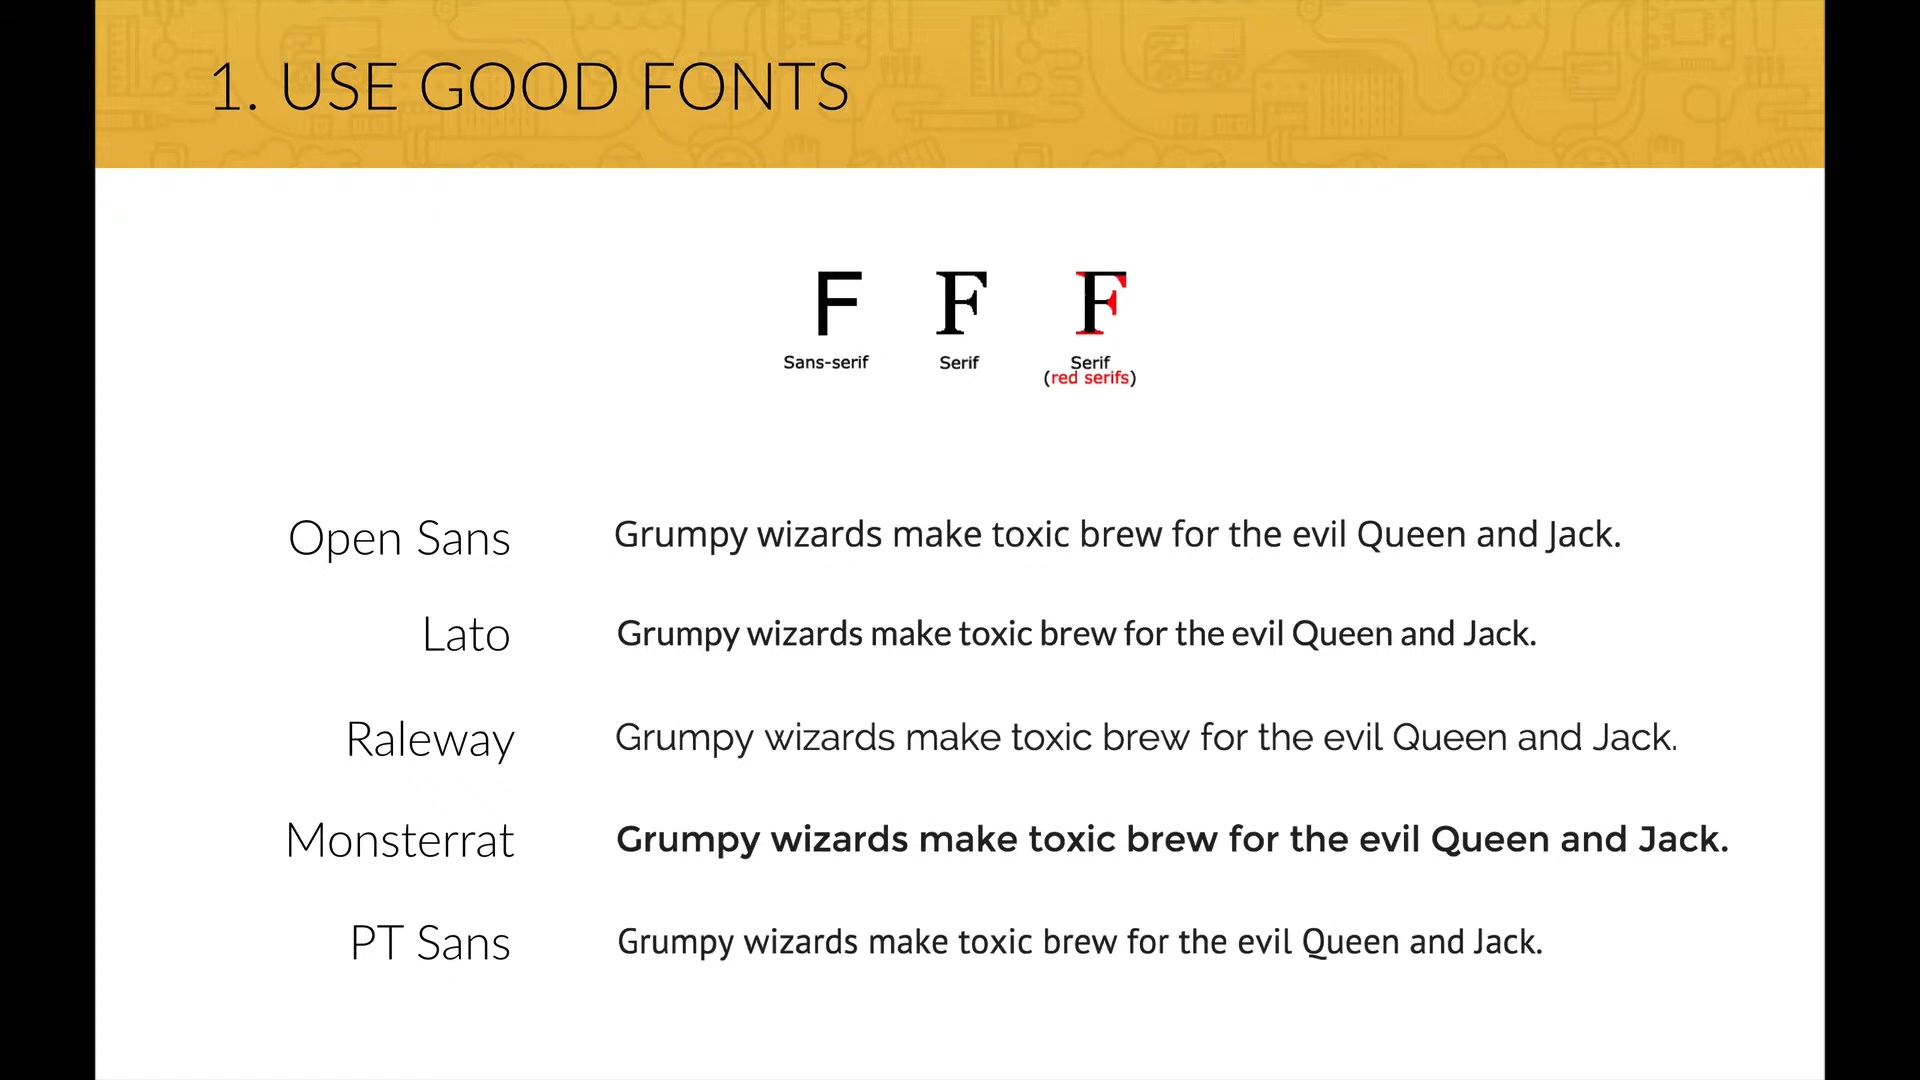 1. USE GOOD FONTS
F F F
Sans-serif Serif Serif
(red serifs)
Open Sans Grumpy wizards make toxic brew for the evil Queen and Jack.
Lato Grumpy wizards make toxic brew for the evil Queen and Jack.
Raleway Grumpy wizards make toxic brew for the evil Queen and Jack.
Monsterrat Grumpy wizards make toxic brew for the evil Queen and Jack.
PT Sans Grumpy wizards make toxic brew for the evil Queen and Jack.